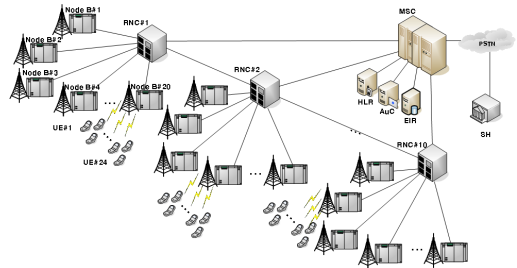 Node B#1
MSC
RNC#1
Node B#2
PSTN
Node B#3
RNC#2
Node B#4
Node B#20
HLR
AuC
EIR
UE#1
SH
UE#24
RNC#10